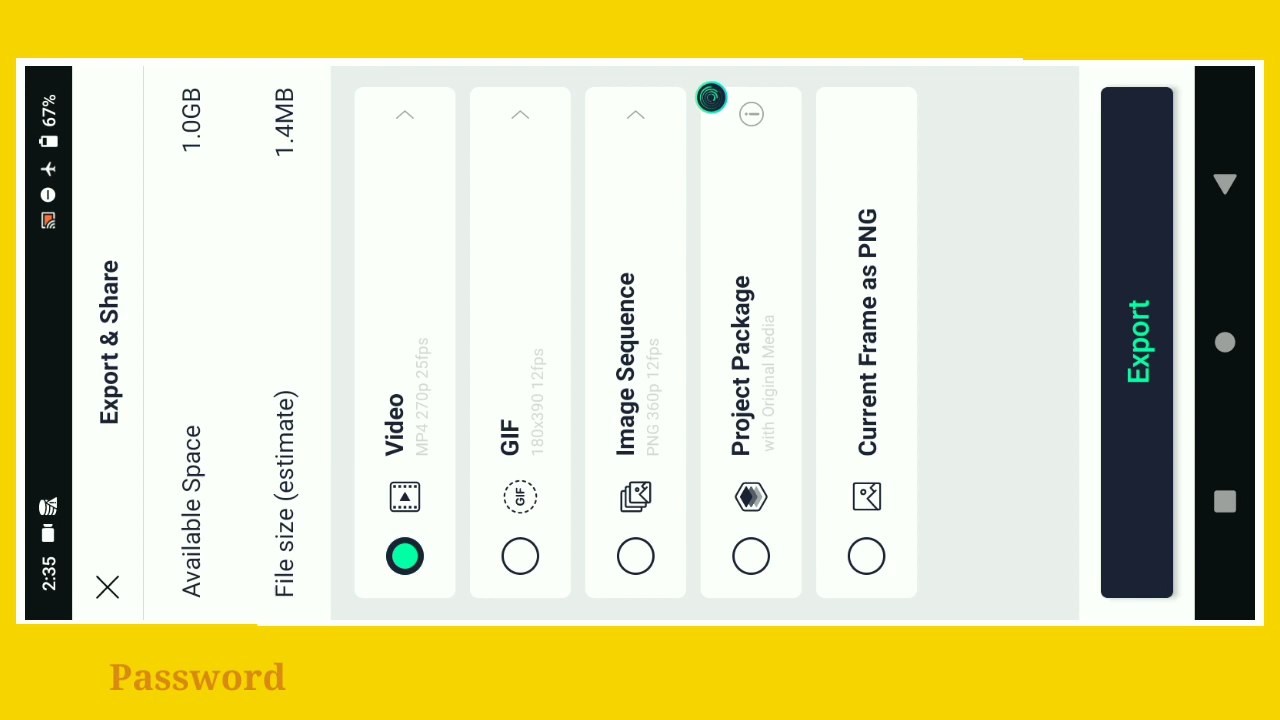 2:35
67%
Export & Share
Available Space
1.0GB
File size (estimate)
1.4MB
Video
MP4 270p 25fps
GIF
GIF
180x390 12fps
Image Sequence
PNG 360p 12fps
Project Package
with Original Media
Current Frame as PNG
Export
Password